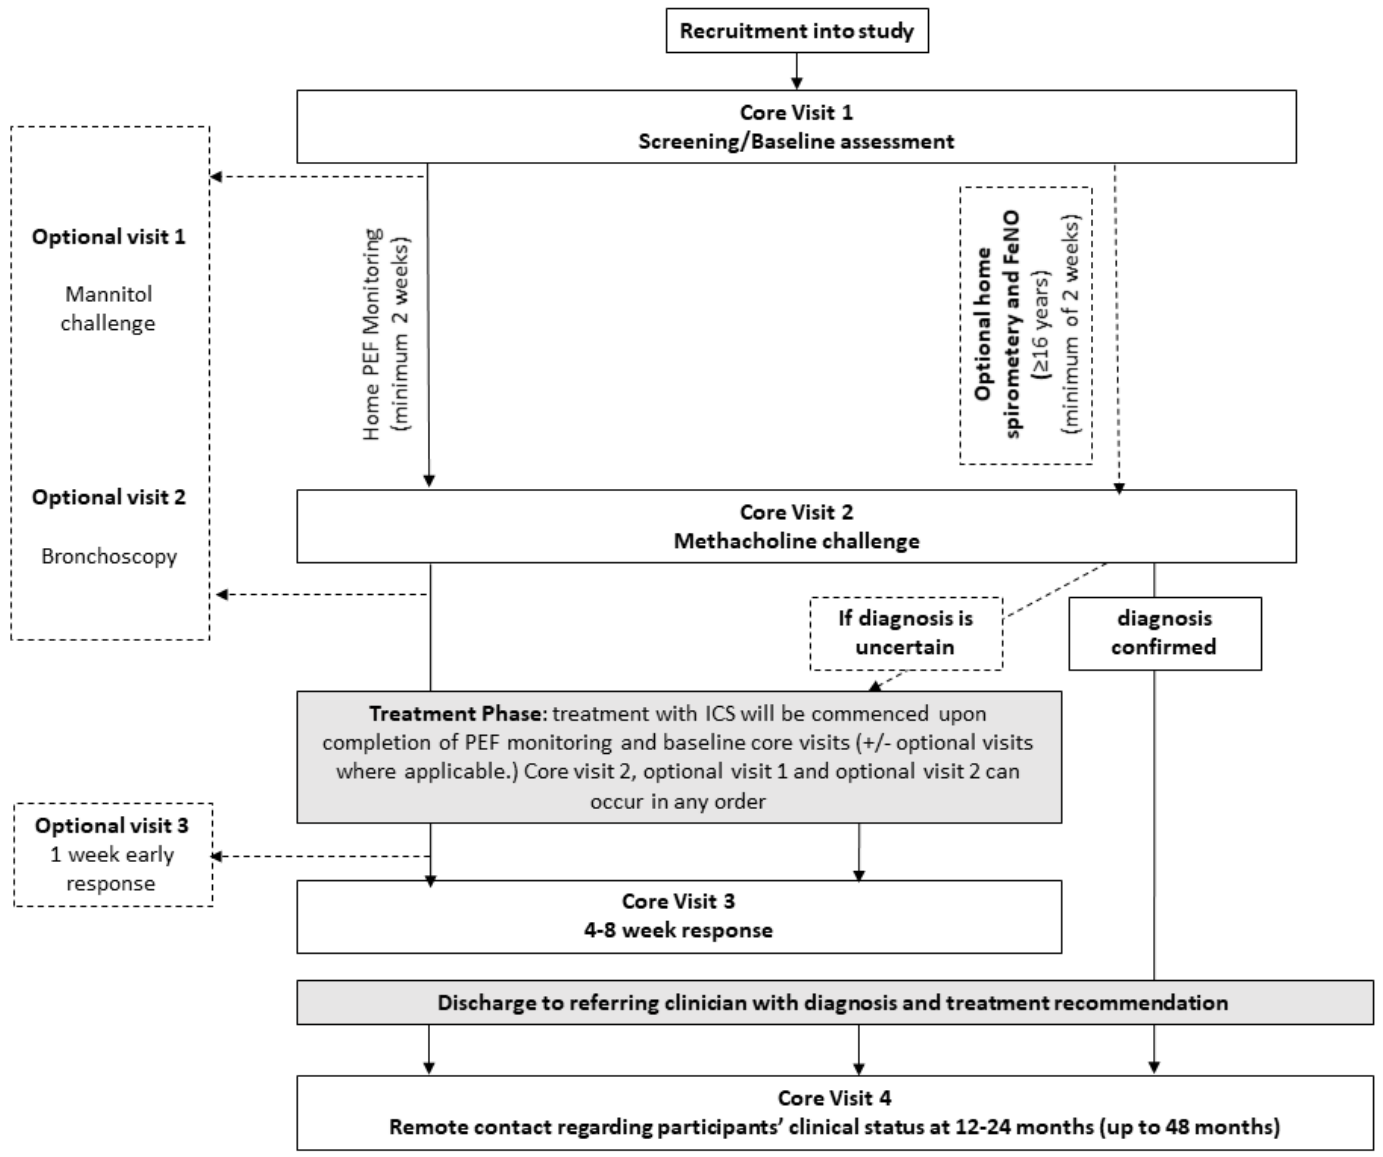 Recruitment into study
Core Visit 1
Screening/Baseline assessment
Optional visit 1
Mannitol
challenge
Home PEF Monitoring
(minimum 2 weeks)
Optional home
spirometery and FeNO
(≥16 years)
(minimum of 2 weeks)
Optional visit 2
Bronchoscopy
Core Visit 2
Methacholine challenge
If diagnosis is
uncertain
diagnosis
confirmed
Treatment Phase: treatment with ICS will be commenced upon
completion of PEF monitoring and baseline core visits (+/- optional visits
where applicable.) Core visit 2, optional visit 1 and optional visit 2 can
occur in any order
Optional visit 3
1 week early
response
Core Visit 3
4-8 week response
Discharge to referring clinician with diagnosis and treatment recommendation
Core Visit 4
Remote contact regarding participants’ clinical status at 12-24 months (up to 48 months)